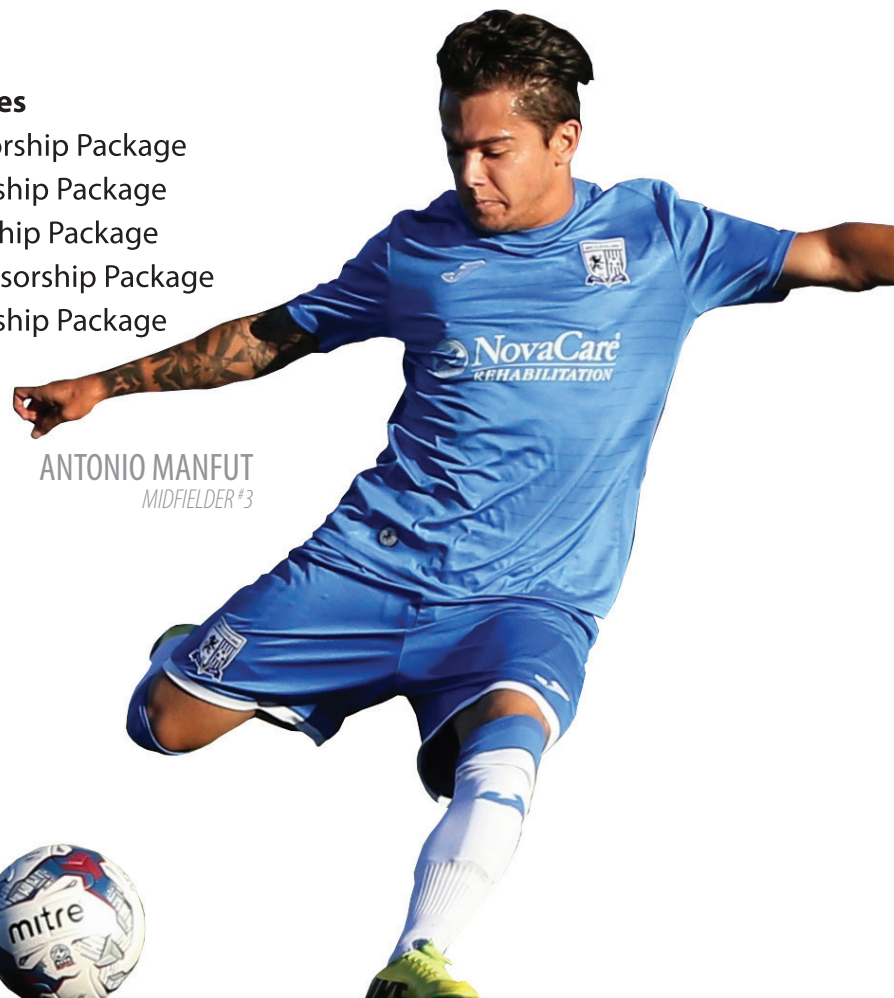 es
orship Package
ship Package
hip Package
sorship Package
ship Package
NovaCare
REHABILITATION
ANTONIO MANFUT
MIDFIELDER #3
mitre